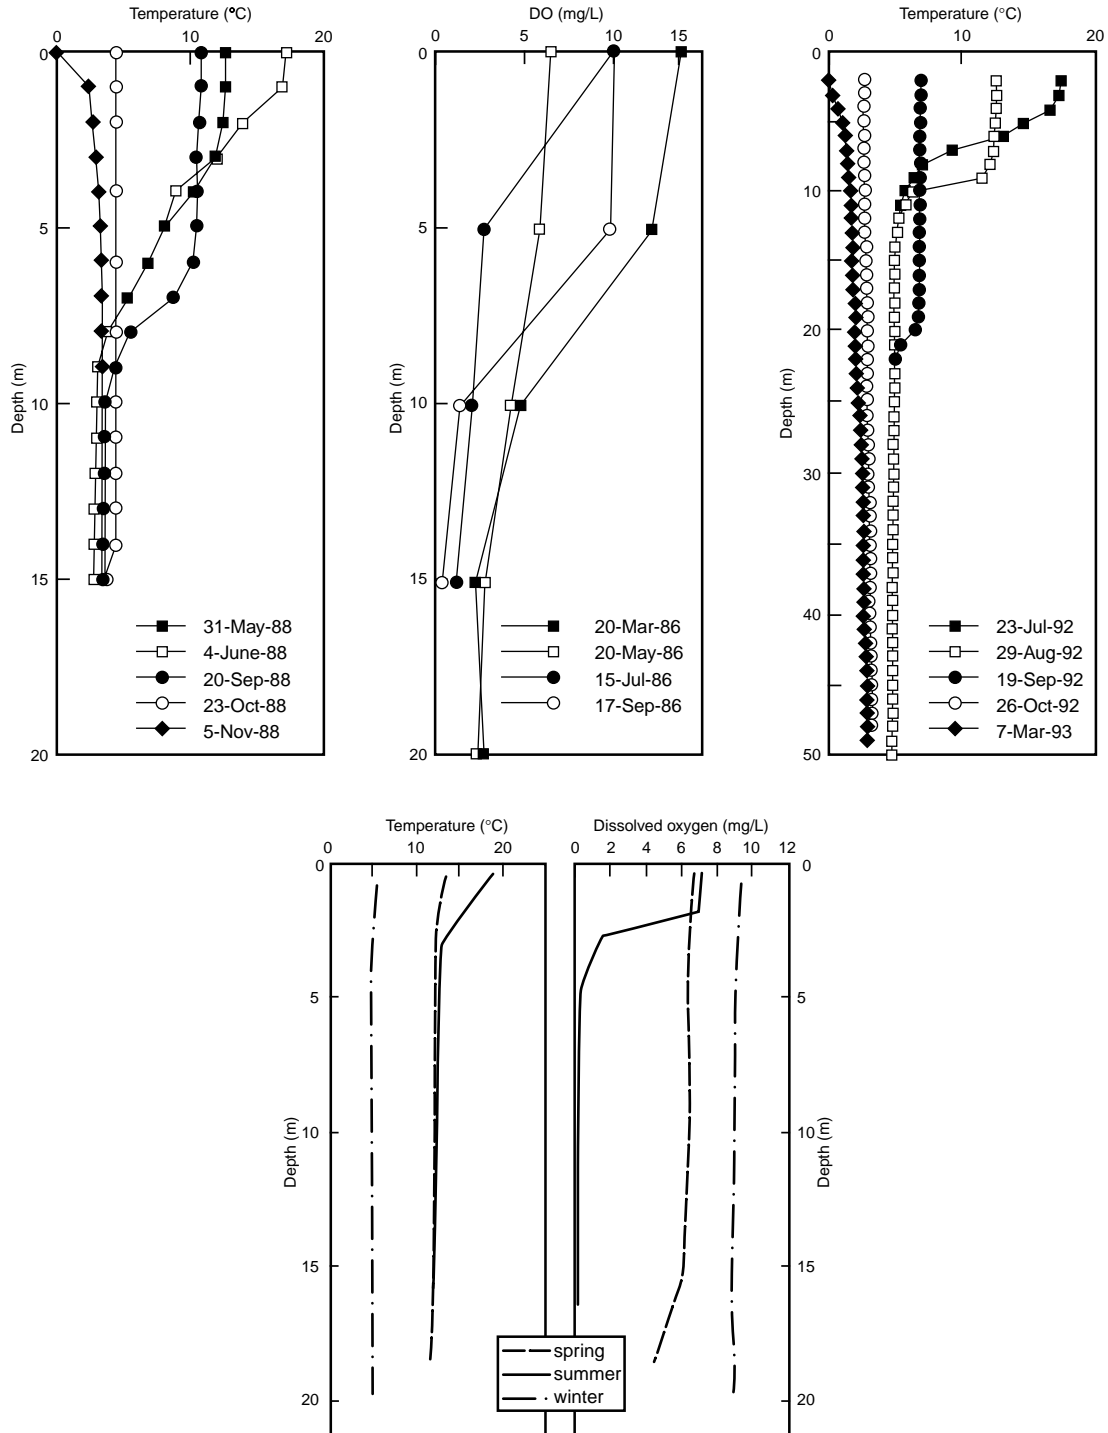 Temperature (°C)
0 10 20
0
5
10
15
20
Depth (m)
31-May-88
4-June-88
20-Sep-88
23-Oct-88
5-Nov-88
DO (mg/L)
0 5 10 15
0
5
10
15
20
Depth (m)
20-Mar-86
20-May-86
15-Jul-86
17-Sep-86
Temperature (°C)
0 10 20
0
10
20
30
40
50
Depth (m)
23-Jul-92
29-Aug-92
19-Sep-92
26-Oct-92
7-Mar-93
Temperature (°C)
0 10 20
0
5
10
15
20
Depth (m)
Dissolved oxygen (mg/L)
0 2 4 6 8 10 12
0
5
10
15
20
Depth (m)
spring
summer
winter